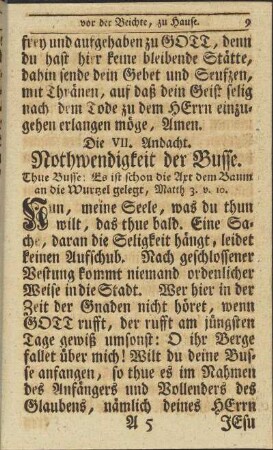 vor der Beichte, zu Hause. 9
frey und aufgehaben zu GOTT, denn
du hast hier keine bleibende Stätte,
dahin sende dein Gebet und Seufzen,
mit Thränen, auf daß dein Geist selig
nach dem Tode zu dem HErrn einzu-
gehen erlangen möge, Amen.
Die VII. Andacht.
Nothwendigkeit der Busse.
Thue Busse: Es ist schon die Axt dem Baum
an die Wurzel gelegt, Matth 3. v. 10.
Nun, meine Seele, was du thun
wilt, das thue bald. Eine Sa-
che, daran die Seligkeit hängt, leidet
keinen Aufschub. Nach geschlossener
Vestung kommt niemand ordenlicher
Weise in die Stadt. Wer hier in der
Zeit der Gnaden nicht höret, wenn
GOTT rufft, der rufft am jüngsten
Tage gewiß umsonst: O ihr Berge
fallet über mich! Wilt du deine Bus-
se anfangen, so thue es im Nahmen
des Anfängers und Vollenders des
Glaubens, nämlich deines HErrn
A 5 JEsu